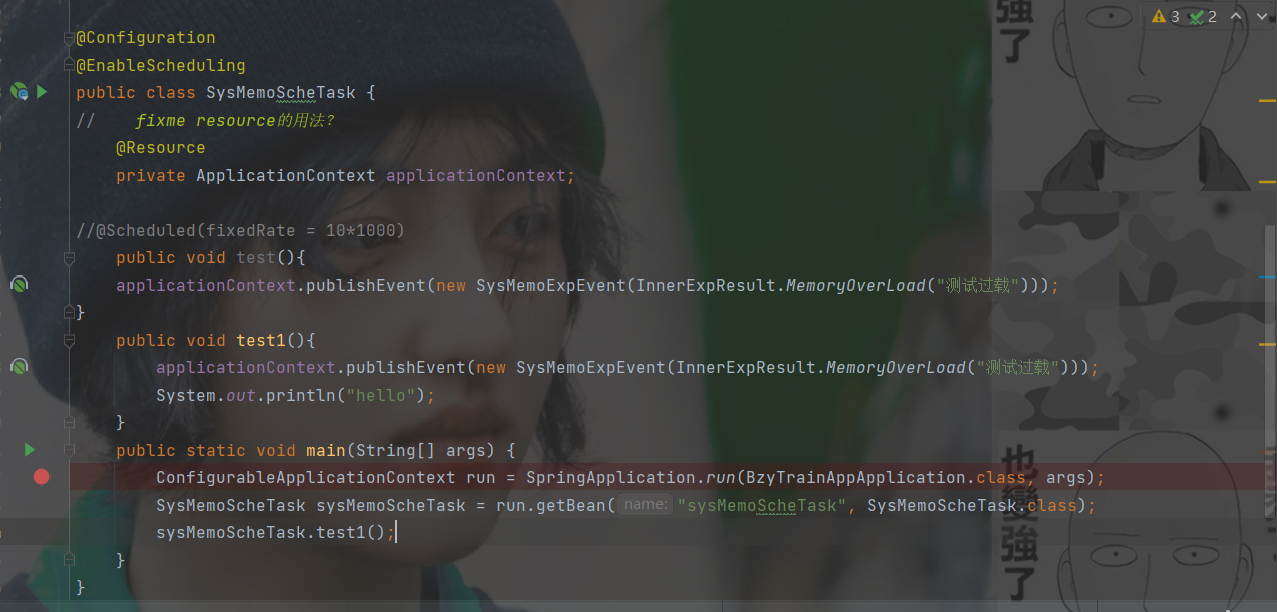 強
了
3 2
@Configuration
@EnableScheduling
public class SysMemoScheTask {
//    fixme resource的用法?
    @Resource
    private ApplicationContext applicationContext;
//@Scheduled(fixedRate = 10*1000)
    public void test(){
    applicationContext.publishEvent(new SysMemoExpEvent(InnerExpResult.MemoryOverLoad("测试过载")));
}
    public void test1(){
        applicationContext.publishEvent(new SysMemoExpEvent(InnerExpResult.MemoryOverLoad("测试过载")));
        System.out.println("hello");
    }
    public static void main(String[] args) {
        ConfigurableApplicationContext run = SpringApplication.run(BzyTrainAppApplication.class, args);
        SysMemoScheTask sysMemoScheTask = run.getBean( name: "sysMemoScheTask", SysMemoScheTask.class);
        sysMemoScheTask.test1();
    }
}
也
變
強
了